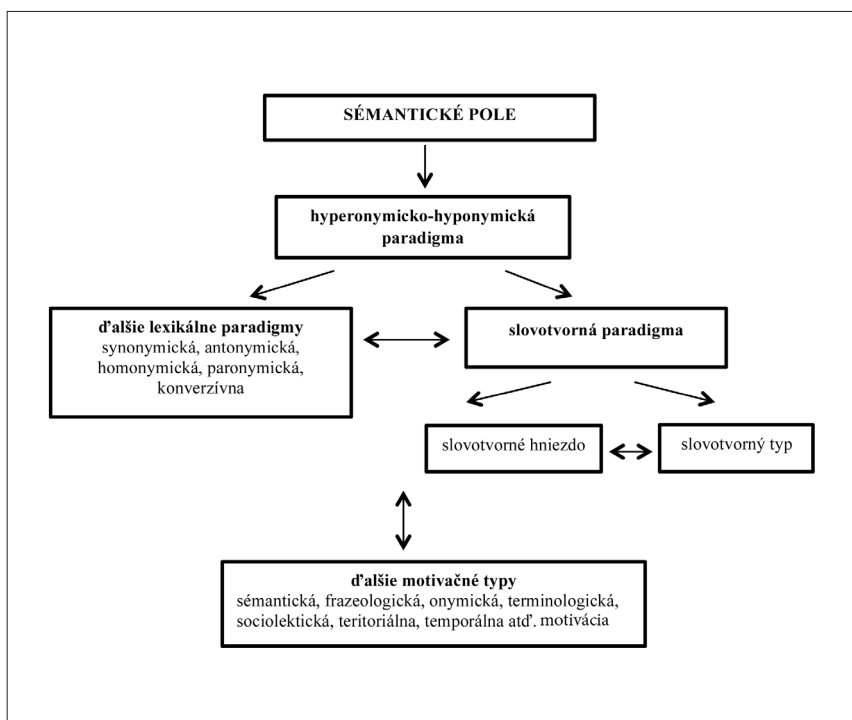 SÉMANTICKÉ POLE
hyperonymicko-hyponymická
paradigma
ďalšie lexikálne paradigmy
synonymická, antonymická,
homonymická, paronymická,
konverzívna
slovotvorná paradigma
slovotvorné hniezdo
slovotvorný typ
ďalšie motivačné typy
sémantická, frazeologická, onymická, terminologická,
sociolektická, teritoriálna, temporálna atď. motivácia